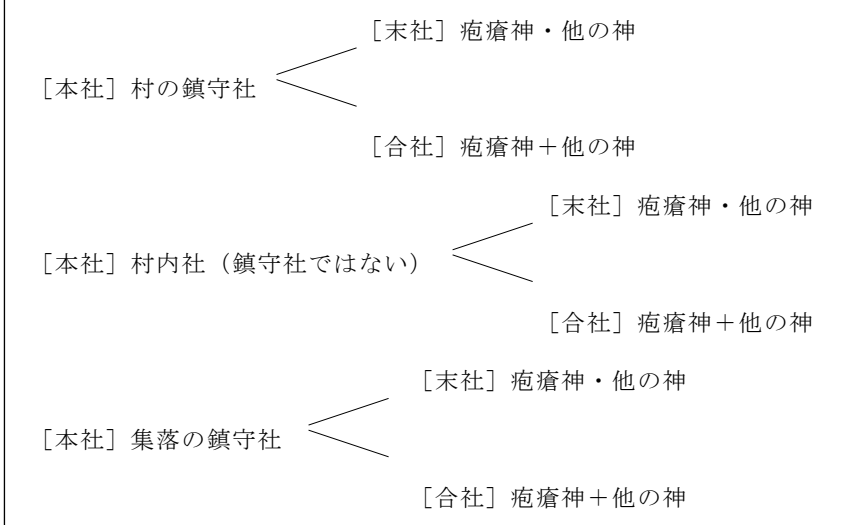 ［末社］疱瘡神・他の神
［本社］村の鎮守社
［合社］疱瘡神＋他の神
［末社］疱瘡神・他の神
［本社］村内社（鎮守社ではない）
［合社］疱瘡神＋他の神
［末社］疱瘡神・他の神
［本社］集落の鎮守社
［合社］疱瘡神＋他の神